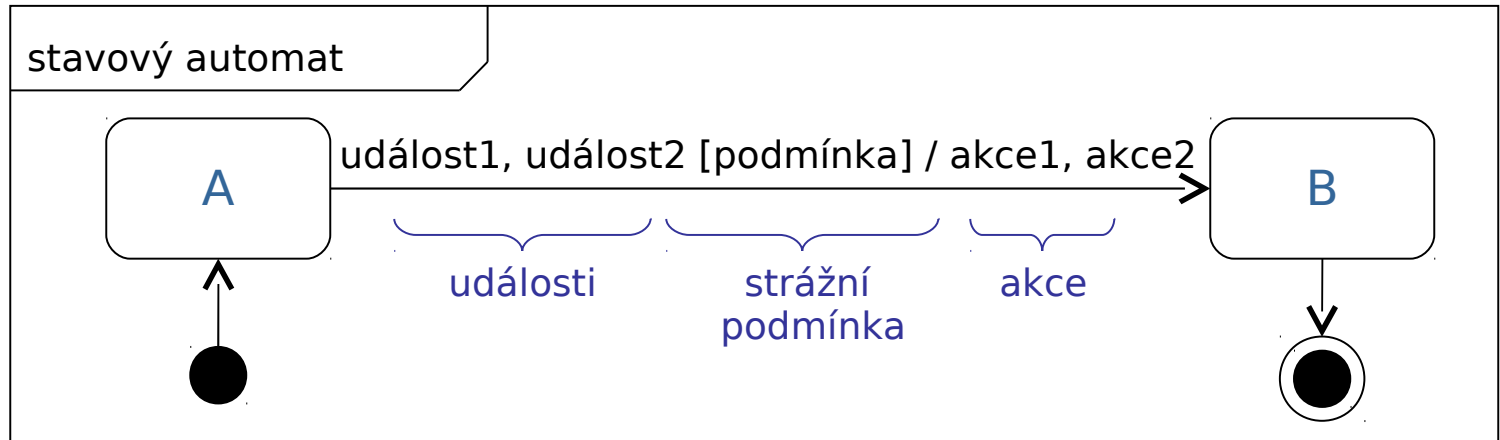 stavový automat
událost1, událost2 [podmínka] / akce1, akce2
A
B
události
strážní
podmínka
akce